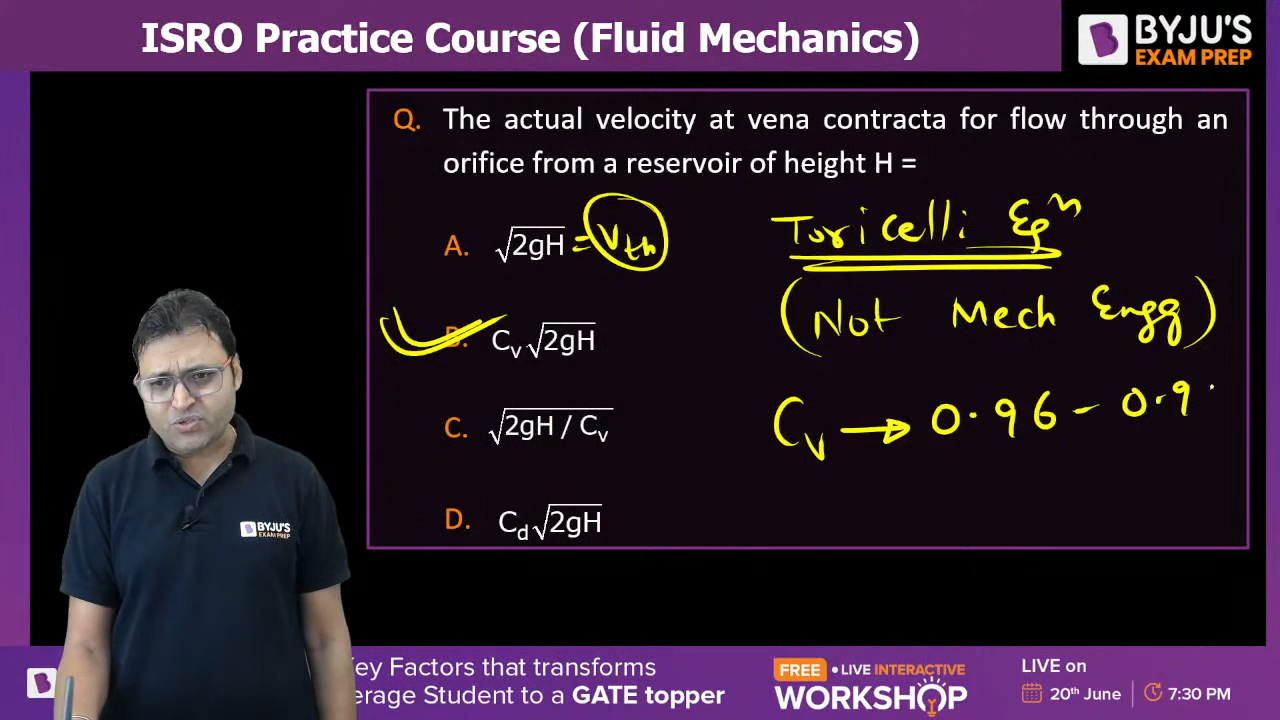 ISRO Practice Course (Fluid Mechanics)
BYJU'S
EXAM PREP
Q. The actual velocity at vena contracta for flow through an
orifice from a reservoir of height H =
A. √2gH = Vth
Toricelli Eqn
(Not Mech Engg)
B. Cv√2gH
Cv → 0.96 - 0.9
C. √2gH / Cv
D. Cd√2gH
BYJU'S
EXAM PREP
Key Factors that transforms
erage Student to a GATE topper
FREE • LIVE INTERACTIVE
WORKSHOP
LIVE on
20th June
7:30 PM